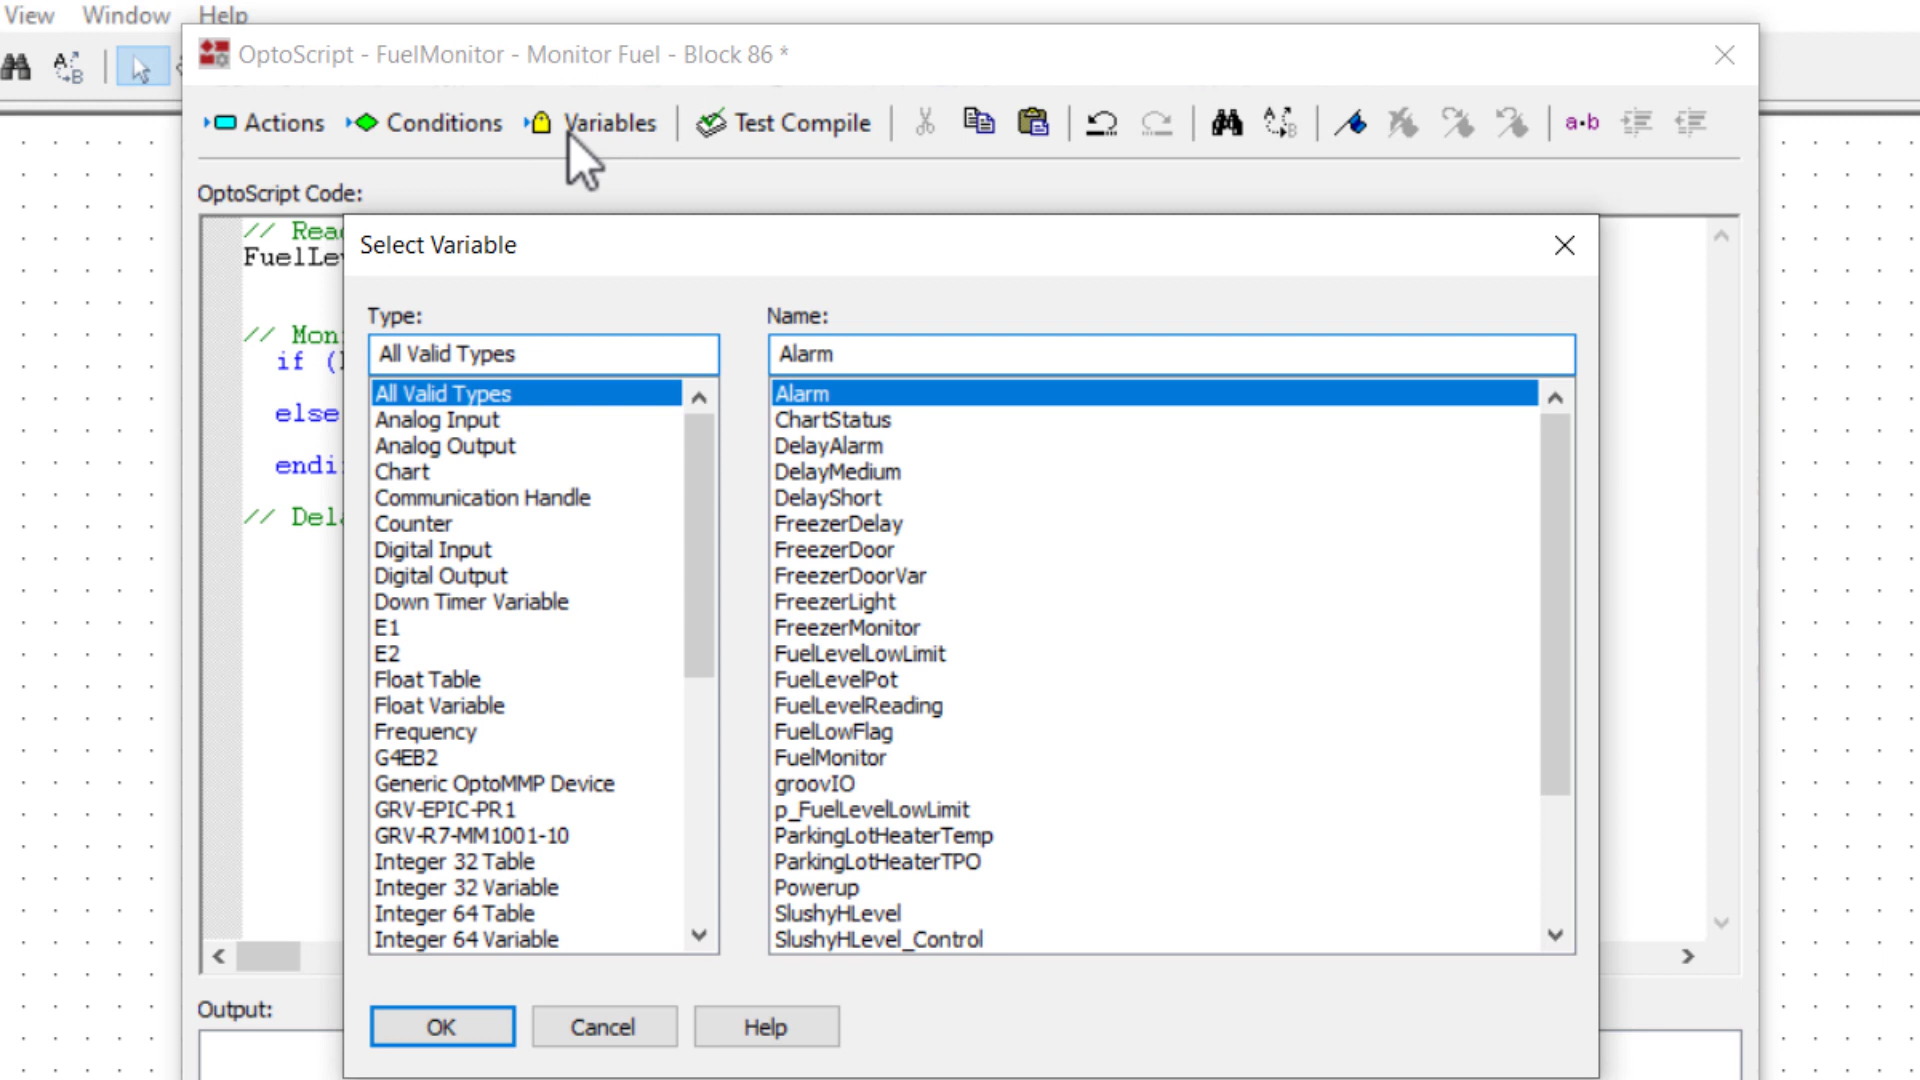 View Window Help
OptoScript - FuelMonitor - Monitor Fuel - Block 86 *
Actions Conditions Variables Test Compile a•b
OptoScript Code:
// Read
FuelLev
// Mon
if (
else
endi
// Del
Select Variable
Type:
All Valid Types
All Valid Types
Analog Input
Analog Output
Chart
Communication Handle
Counter
Digital Input
Digital Output
Down Timer Variable
E1
E2
Float Table
Float Variable
Frequency
G4EB2
Generic OptoMMP Device
GRV-EPIC-PR1
GRV-R7-MM1001-10
Integer 32 Table
Integer 32 Variable
Integer 64 Table
Integer 64 Variable
Name:
Alarm
Alarm
ChartStatus
DelayAlarm
DelayMedium
DelayShort
FreezerDelay
FreezerDoor
FreezerDoorVar
FreezerLight
FreezerMonitor
FuelLevelLowLimit
FuelLevelPot
FuelLevelReading
FuelLowFlag
FuelMonitor
groovIO
p_FuelLevelLowLimit
ParkingLotHeaterTemp
ParkingLotHeaterTPO
Powerup
SlushyHLevel
SlushyHLevel_Control
OK Cancel Help
Output: